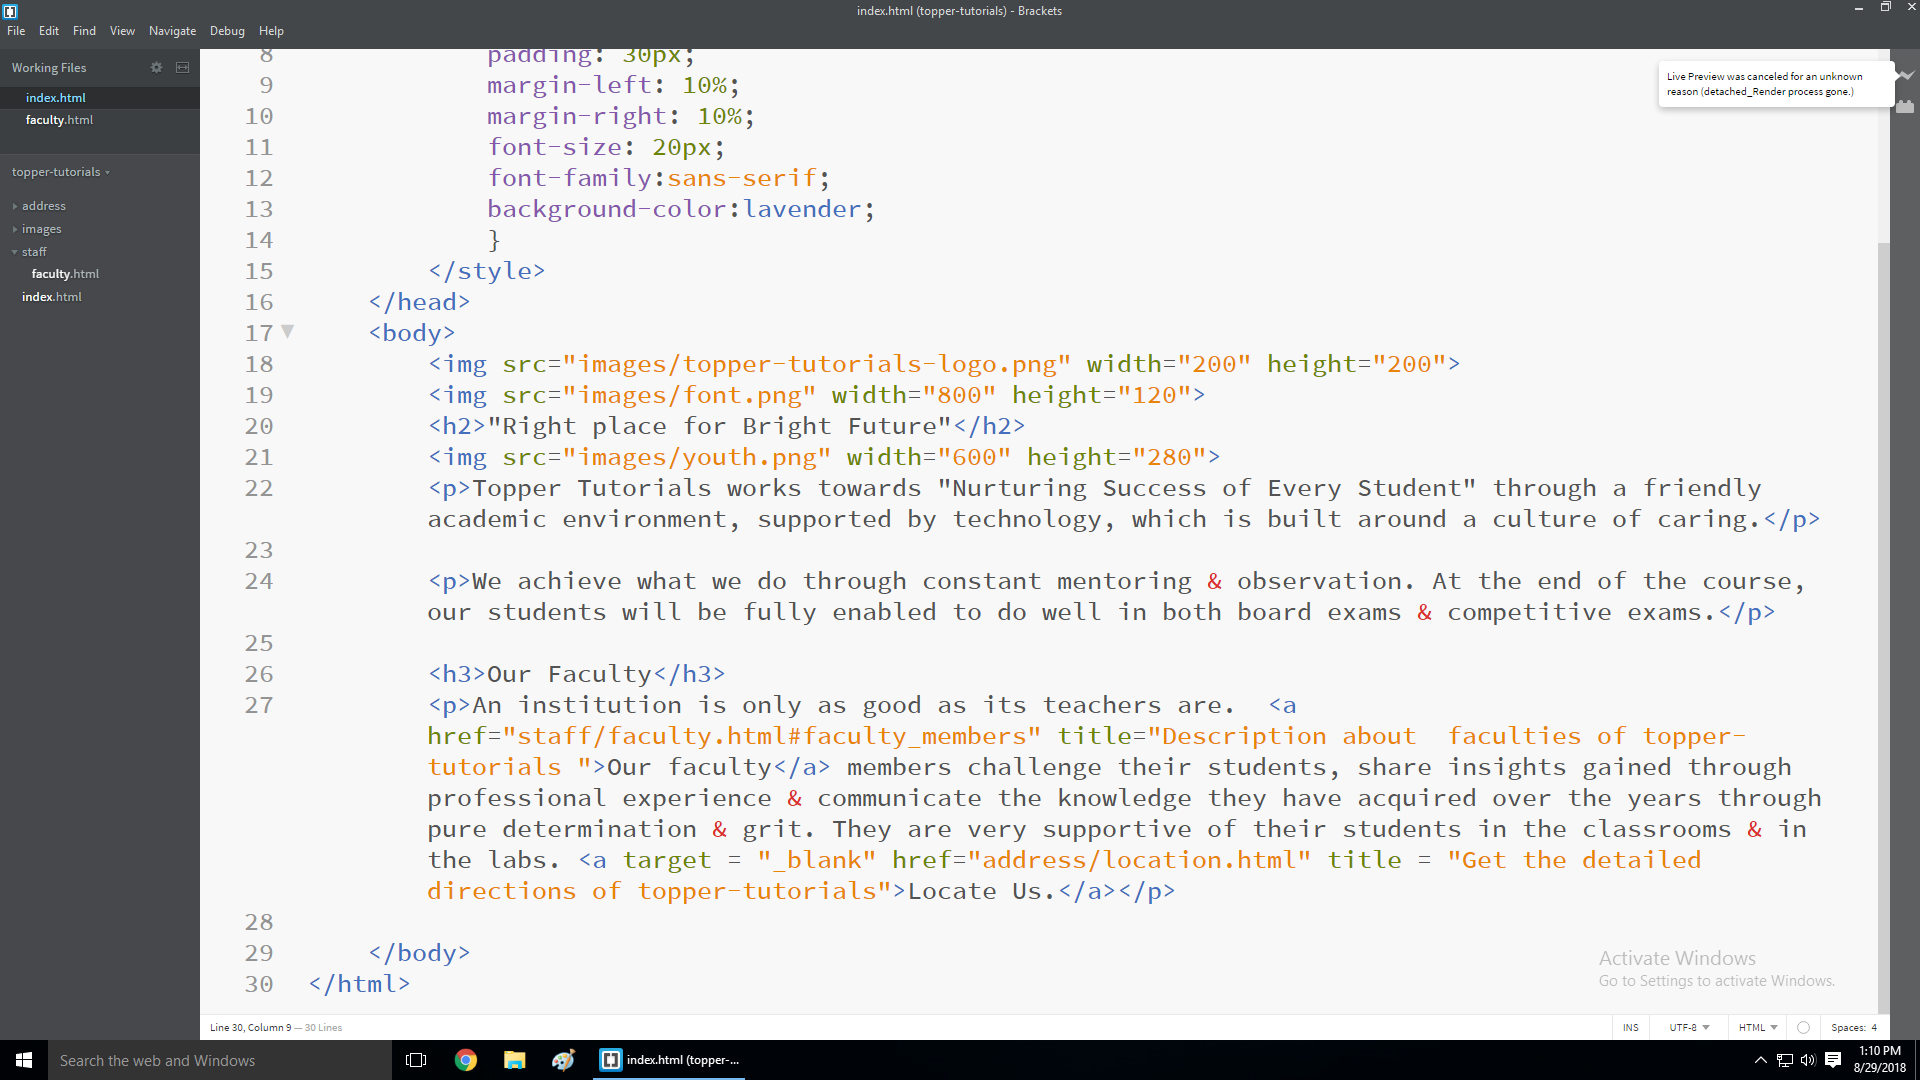 index.html (topper-tutorials) - Brackets
File Edit Find View Navigate Debug Help
Working Files
index.html
faculty.html
topper-tutorials
address
images
staff
faculty.html
index.html
Live Preview was canceled for an unknown
reason (detached_Render process gone.)
8 padding: 30px;
9 margin-left: 10%;
10 margin-right: 10%;
11 font-size: 20px;
12 font-family:sans-serif;
13 background-color:lavender;
14 }
15 </style>
16 </head>
17 <body>
18 <img src="images/topper-tutorials-logo.png" width="200" height="200">
19 <img src="images/font.png" width="800" height="120">
20 <h2>"Right place for Bright Future"</h2>
21 <img src="images/youth.png" width="600" height="280">
22 <p>Topper Tutorials works towards "Nurturing Success of Every Student" through a friendly
academic environment, supported by technology, which is built around a culture of caring.</p>
23
24 <p>We achieve what we do through constant mentoring & observation. At the end of the course,
our students will be fully enabled to do well in both board exams & competitive exams.</p>
25
26 <h3>Our Faculty</h3>
27 <p>An institution is only as good as its teachers are.  <a
href="staff/faculty.html#faculty_members" title="Description about  faculties of topper-
tutorials ">Our faculty</a> members challenge their students, share insights gained through
professional experience & communicate the knowledge they have acquired over the years through
pure determination & grit. They are very supportive of their students in the classrooms & in
the labs. <a target = "_blank" href="address/location.html" title = "Get the detailed
directions of topper-tutorials">Locate Us.</a></p>
28
29 </body>
30 </html>
Activate Windows
Go to Settings to activate Windows.
Line 30, Column 9 — 30 Lines
INS UTF-8 HTML Spaces: 4
Search the web and Windows
index.html (topper-...
1:10 PM
8/29/2018